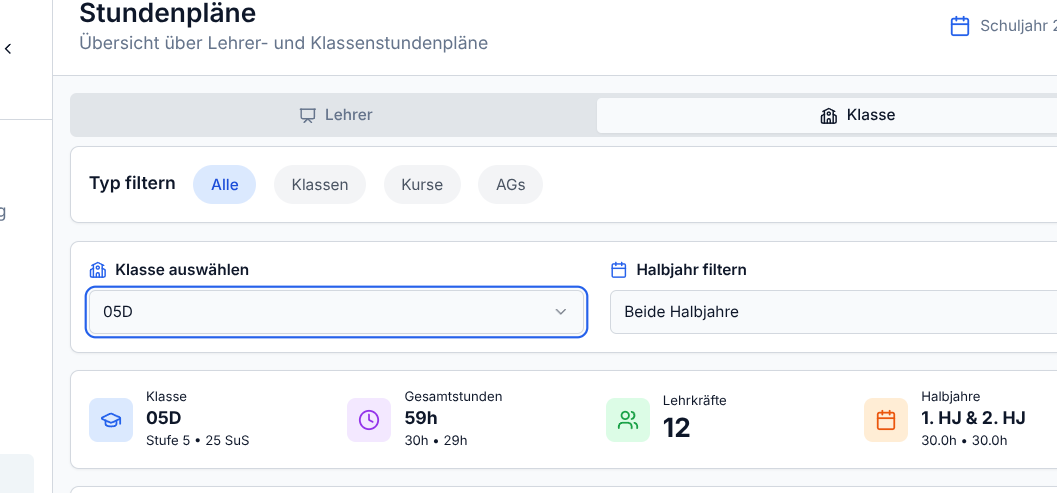 Stundenpläne
Übersicht über Lehrer- und Klassenstundenpläne
Schuljahr 2
Lehrer
Klasse
Typ filtern
Alle
Klassen
Kurse
AGs
g
Klasse auswählen
Halbjahr filtern
05D
Beide Halbjahre
Klasse
05D
Stufe 5 • 25 SuS
Gesamtstunden
59h
30h • 29h
Lehrkräfte
12
Halbjahre
1. HJ & 2. HJ
30.0h • 30.0h